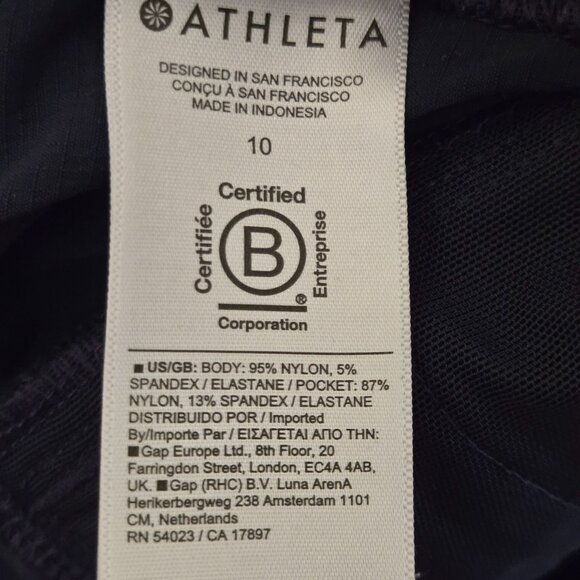 ATHLETA
DESIGNED IN SAN FRANCISCO
CONÇU À SAN FRANCISCO
MADE IN INDONESIA
10
Certified
Certifiée
B
Entreprise
®
Corporation
■ US/GB: BODY: 95% NYLON, 5%
SPANDEX / ELASTANE / POCKET: 87%
NYLON, 13% SPANDEX / ELASTANE
DISTRIBUIDO POR / Imported
By/Importe Par / ΕΙΣΑΓΕΤΑΙ ΑΠΟ ΤΗΝ:
■Gap Europe Ltd., 8th Floor, 20
Farringdon Street, London, EC4A 4AB,
UK. ■Gap (RHC) B.V. Luna ArenA
Herikerbergweg 238 Amsterdam 1101
CM, Netherlands
RN 54023 / CA 17897